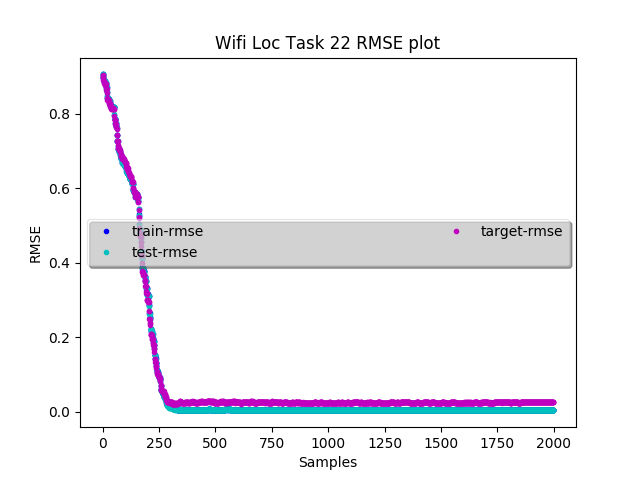 Wifi Loc Task 22 RMSE plot
RMSE
0.8
0.6
0.4
0.2
0.0
train-rmse
test-rmse
target-rmse
0 250 500 750 1000 1250 1500 1750 2000
Samples